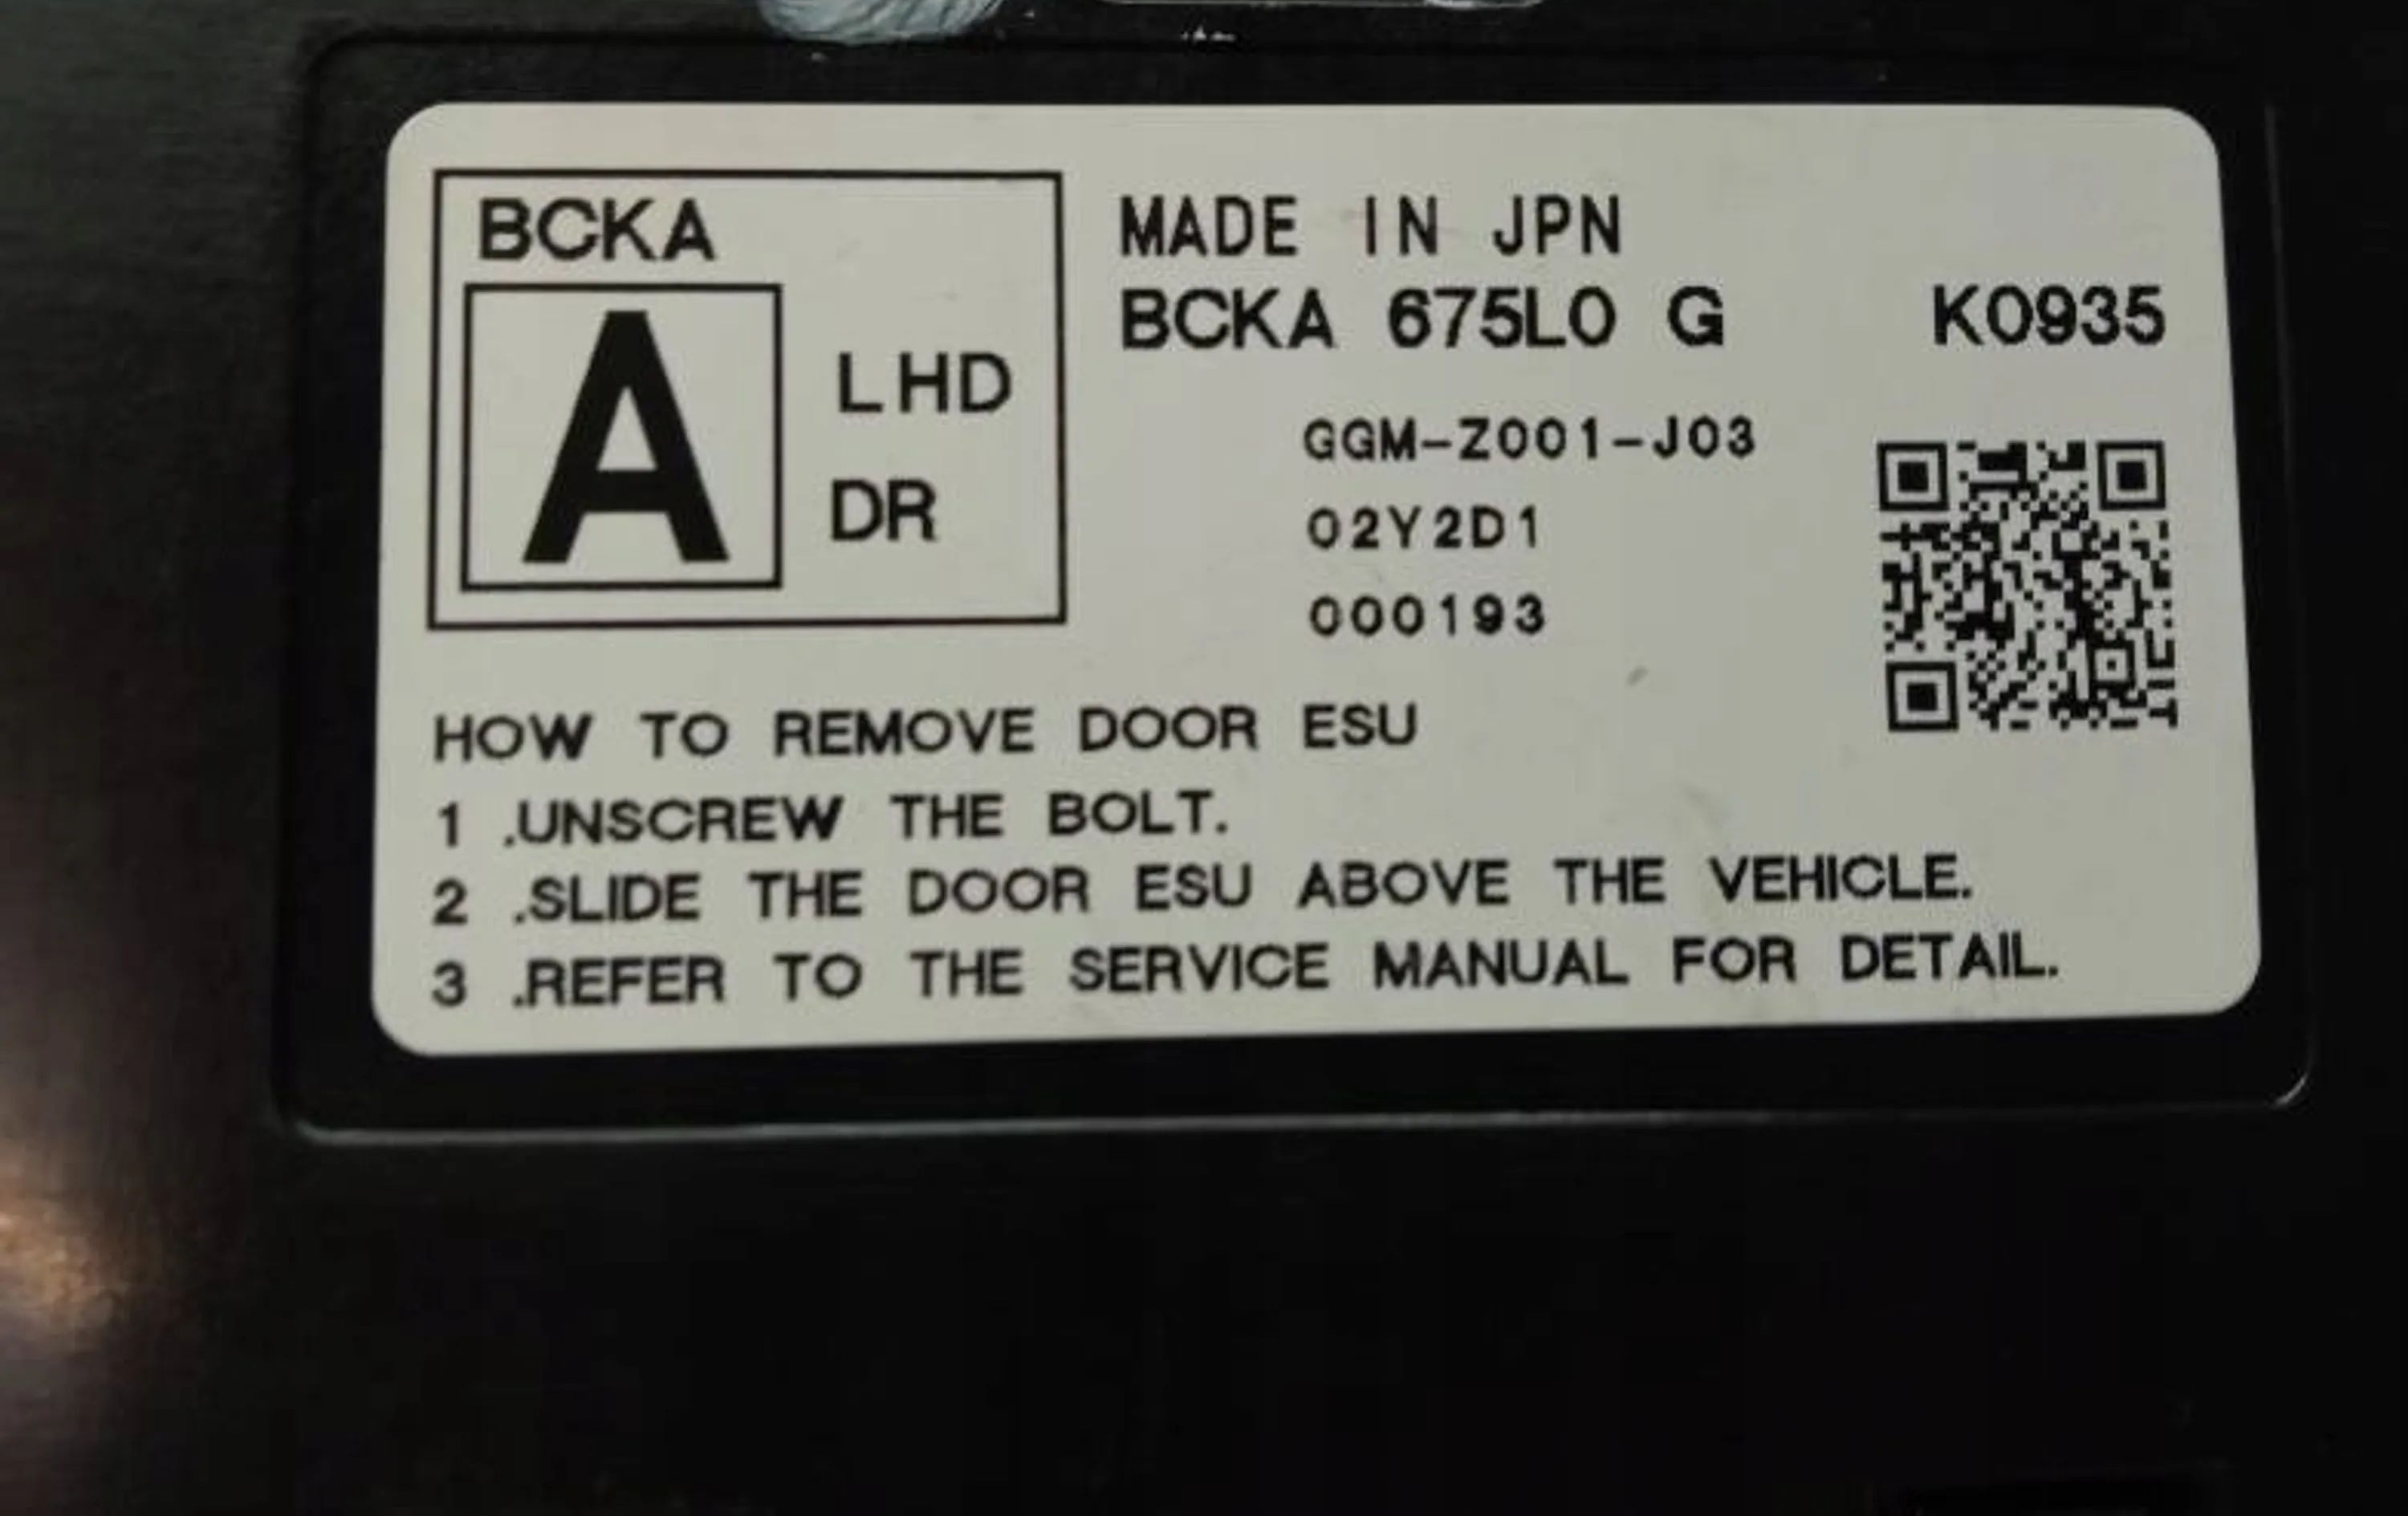 BCKA
A
LHD
DR
MADE IN JPN
BCKA 675L0 G K0935
GGM-Z001-J03
02Y2D1
000193
HOW TO REMOVE DOOR ESU
1 .UNSCREW THE BOLT.
2 .SLIDE THE DOOR ESU ABOVE THE VEHICLE.
3 .REFER TO THE SERVICE MANUAL FOR DETAIL.